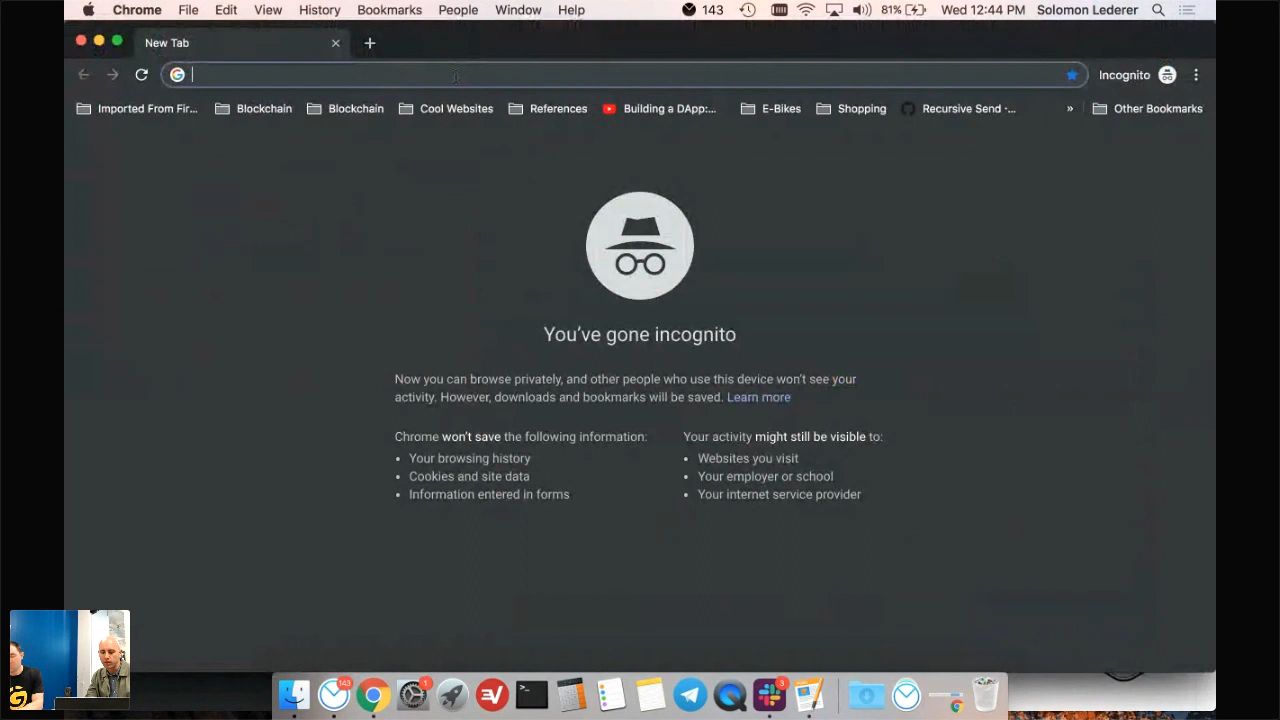 Chrome File Edit View History Bookmarks People Window Help 143 81% Wed 12:44 PM Solomon Lederer
New Tab
Incognito
Imported From Fir... Blockchain Blockchain Cool Websites References Building a DApp:... E-Bikes Shopping Recursive Send -... » Other Bookmarks
You've gone incognito
Now you can browse privately, and other people who use this device won't see your
activity. However, downloads and bookmarks will be saved. Learn more
Chrome won't save the following information:
• Your browsing history
• Cookies and site data
• Information entered in forms
Your activity might still be visible to:
• Websites you visit
• Your employer or school
• Your internet service provider
143 1 3